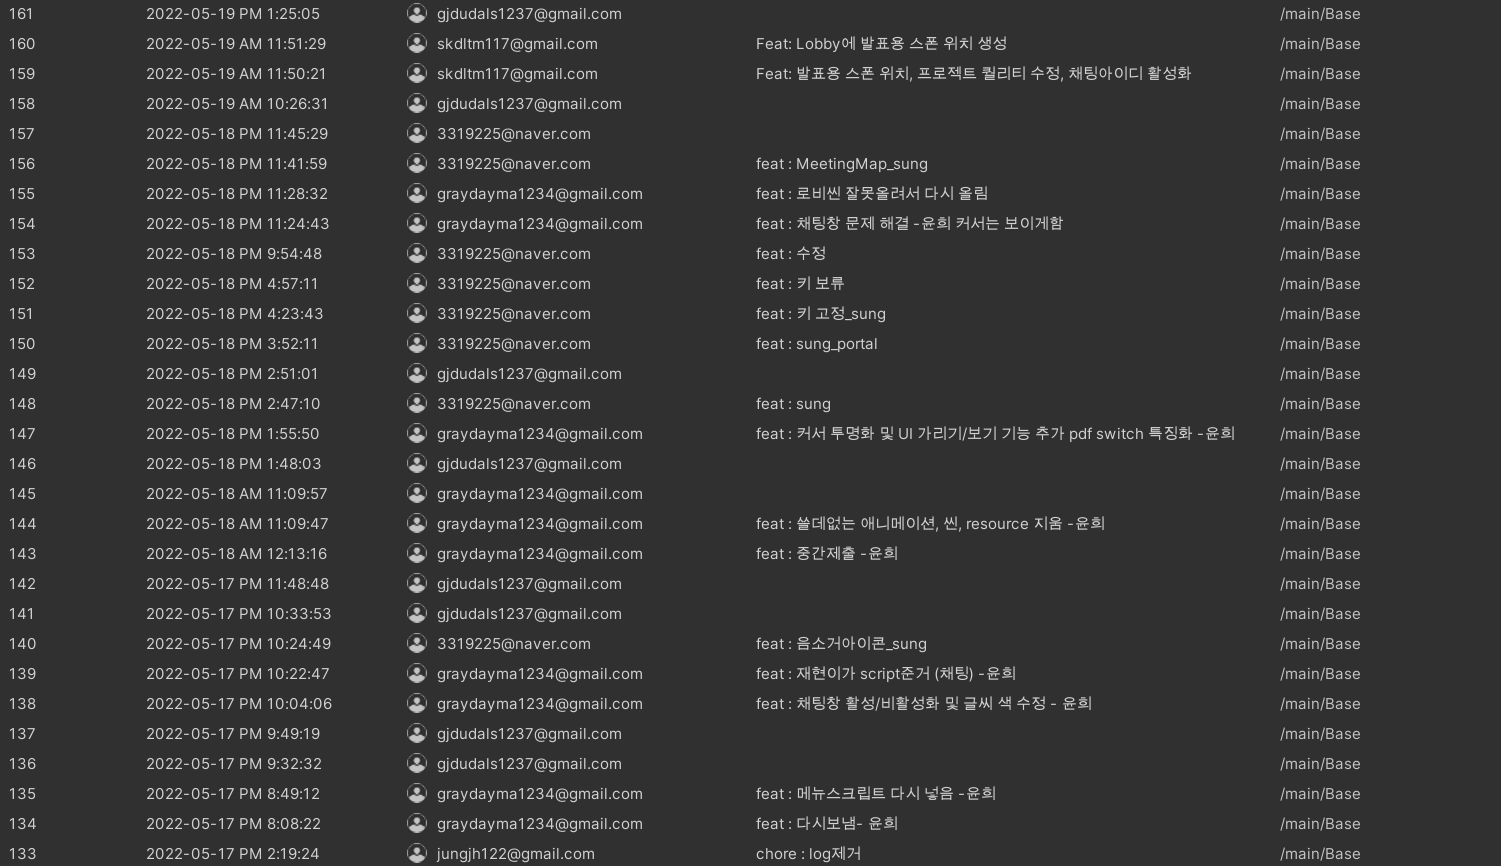 161 2022-05-19 PM 1:25:05 gjdudals1237@gmail.com /main/Base
160 2022-05-19 AM 11:51:29 skdltm117@gmail.com Feat: Lobby에 발표용 스폰 위치 생성 /main/Base
159 2022-05-19 AM 11:50:21 skdltm117@gmail.com Feat: 발표용 스폰 위치, 프로젝트 퀄리티 수정, 채팅아이디 활성화 /main/Base
158 2022-05-19 AM 10:26:31 gjdudals1237@gmail.com /main/Base
157 2022-05-18 PM 11:45:29 3319225@naver.com /main/Base
156 2022-05-18 PM 11:41:59 3319225@naver.com feat : MeetingMap_sung /main/Base
155 2022-05-18 PM 11:28:32 graydayma1234@gmail.com feat : 로비씬 잘못올려서 다시 올림 /main/Base
154 2022-05-18 PM 11:24:43 graydayma1234@gmail.com feat : 채팅창 문제 해결 -윤희 커서는 보이게함 /main/Base
153 2022-05-18 PM 9:54:48 3319225@naver.com feat : 수정 /main/Base
152 2022-05-18 PM 4:57:11 3319225@naver.com feat : 키 보류 /main/Base
151 2022-05-18 PM 4:23:43 3319225@naver.com feat : 키 고정_sung /main/Base
150 2022-05-18 PM 3:52:11 3319225@naver.com feat : sung_portal /main/Base
149 2022-05-18 PM 2:51:01 gjdudals1237@gmail.com /main/Base
148 2022-05-18 PM 2:47:10 3319225@naver.com feat : sung /main/Base
147 2022-05-18 PM 1:55:50 graydayma1234@gmail.com feat : 커서 투명화 및 UI 가리기/보기 기능 추가 pdf switch 특징화 -윤희 /main/Base
146 2022-05-18 PM 1:48:03 gjdudals1237@gmail.com /main/Base
145 2022-05-18 AM 11:09:57 graydayma1234@gmail.com /main/Base
144 2022-05-18 AM 11:09:47 graydayma1234@gmail.com feat : 쓸데없는 애니메이션, 씬, resource 지움 -윤희 /main/Base
143 2022-05-18 AM 12:13:16 graydayma1234@gmail.com feat : 중간제출 -윤희 /main/Base
142 2022-05-17 PM 11:48:48 gjdudals1237@gmail.com /main/Base
141 2022-05-17 PM 10:33:53 gjdudals1237@gmail.com /main/Base
140 2022-05-17 PM 10:24:49 3319225@naver.com feat : 음소거아이콘_sung /main/Base
139 2022-05-17 PM 10:22:47 graydayma1234@gmail.com feat : 재현이가 script준거 (채팅) -윤희 /main/Base
138 2022-05-17 PM 10:04:06 graydayma1234@gmail.com feat : 채팅창 활성/비활성화 및 글씨 색 수정 - 윤희 /main/Base
137 2022-05-17 PM 9:49:19 gjdudals1237@gmail.com /main/Base
136 2022-05-17 PM 9:32:32 gjdudals1237@gmail.com /main/Base
135 2022-05-17 PM 8:49:12 graydayma1234@gmail.com feat : 메뉴스크립트 다시 넣음 -윤희 /main/Base
134 2022-05-17 PM 8:08:22 graydayma1234@gmail.com feat : 다시보냄- 윤희 /main/Base
133 2022-05-17 PM 2:19:24 jungjh122@gmail.com chore : log제거 /main/Base